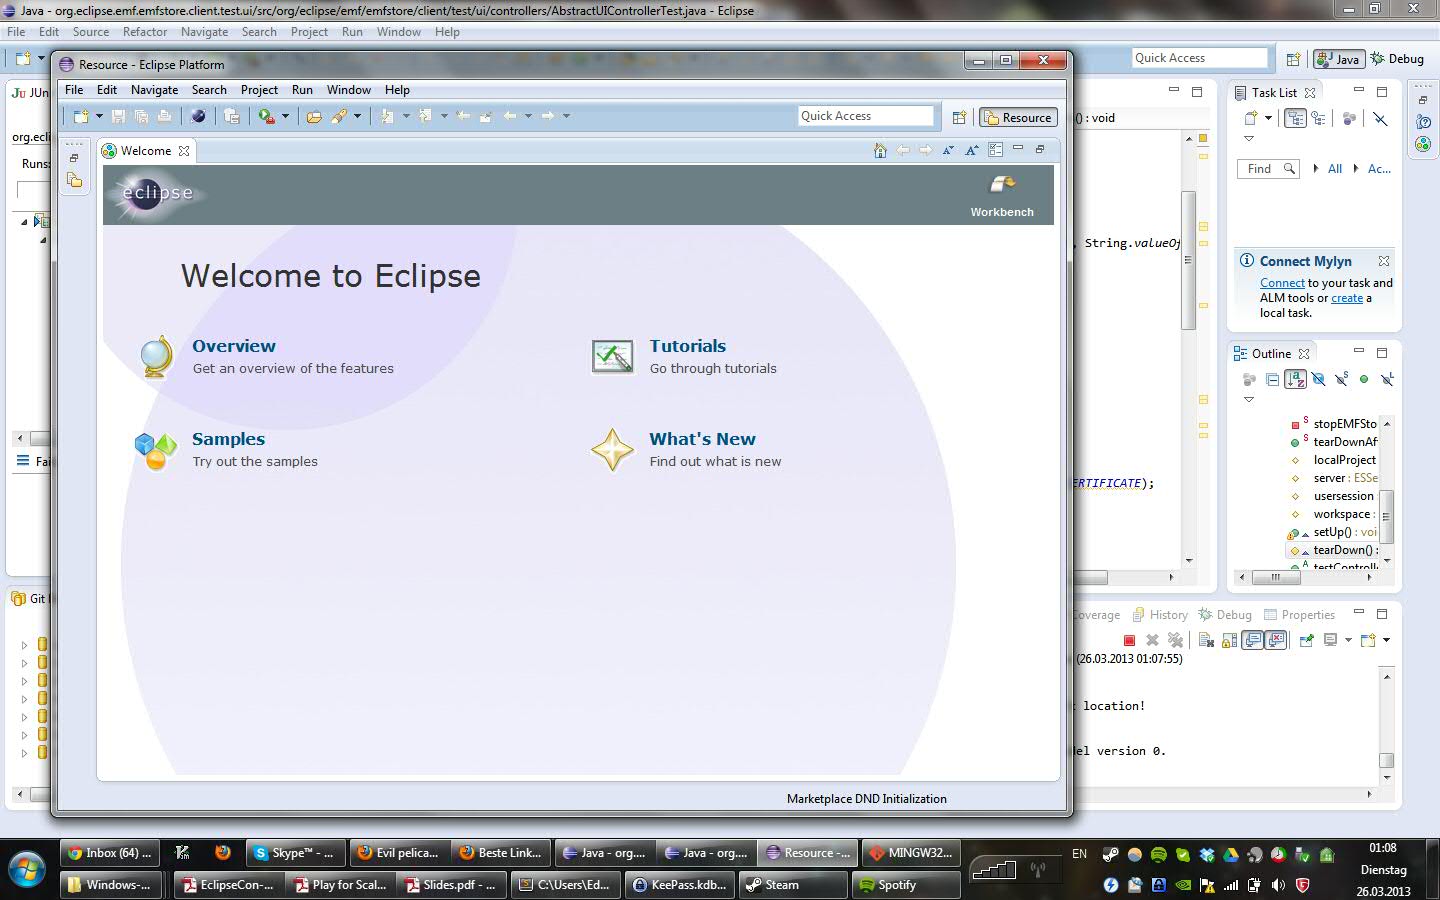 Java - org.eclipse.emf.emfstore.client.test.ui/src/org/eclipse/emf/emfstore/client/test/ui/controllers/AbstractUIControllerTest.java - Eclipse
File Edit Source Refactor Navigate Search Project Run Window Help
Quick Access
Java
Debug
Resource - Eclipse Platform
File Edit Navigate Search Project Run Window Help
Quick Access
Resource
Welcome
eclipse
Workbench
Welcome to Eclipse
Overview
Get an overview of the features
Tutorials
Go through tutorials
Samples
Try out the samples
What's New
Find out what is new
Marketplace DND Initialization
Ju JUn
org.ecli
Runs:
Fai
Git
() : void
, String.valueOf
ERTIFICATE);
Task List
Find
All
Ac...
Connect Mylyn
Connect to your task and
ALM tools or create a
local task.
Outline
stopEMFSto
tearDownAf
localProject
server : ESSe
usersession
workspace :
setUp() : voi
tearDown() :
testControlle
overage
History
Debug
Properties
(26.03.2013 01:07:55)
location!
del version 0.
Inbox (64) ...
Skype™ - ...
Evil pelica...
Beste Link...
Java - org....
Java - org....
Resource -...
MINGW32...
EN
01:08
Windows-...
EclipseCon-...
Play for Scal...
Slides.pdf - ...
C:\Users\Ed...
KeePass.kdb...
Steam
Spotify
Dienstag
26.03.2013